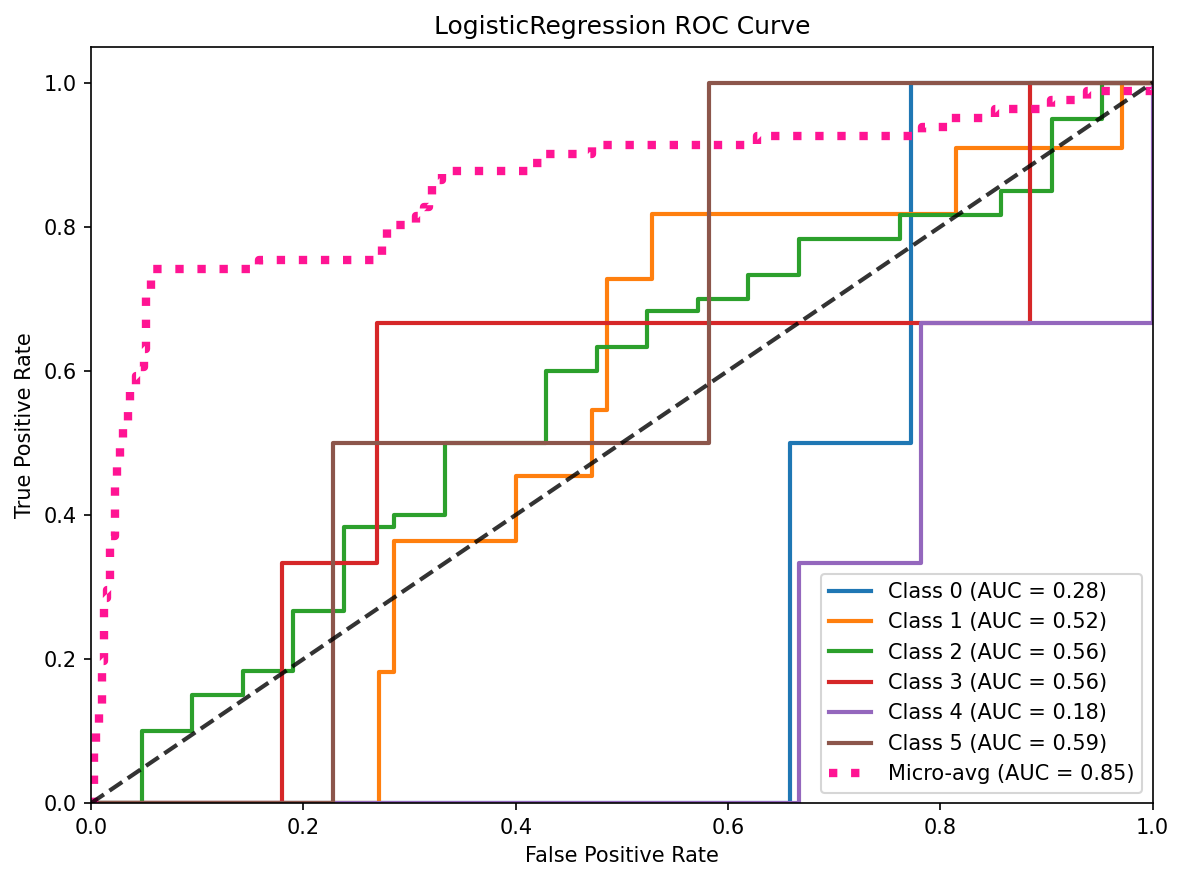 LogisticRegression ROC Curve
True Positive Rate
1.0
0.8
0.6
0.4
0.2
0.0
0.0 0.2 0.4 0.6 0.8 1.0
False Positive Rate
Class 0 (AUC = 0.28)
Class 1 (AUC = 0.52)
Class 2 (AUC = 0.56)
Class 3 (AUC = 0.56)
Class 4 (AUC = 0.18)
Class 5 (AUC = 0.59)
Micro-avg (AUC = 0.85)